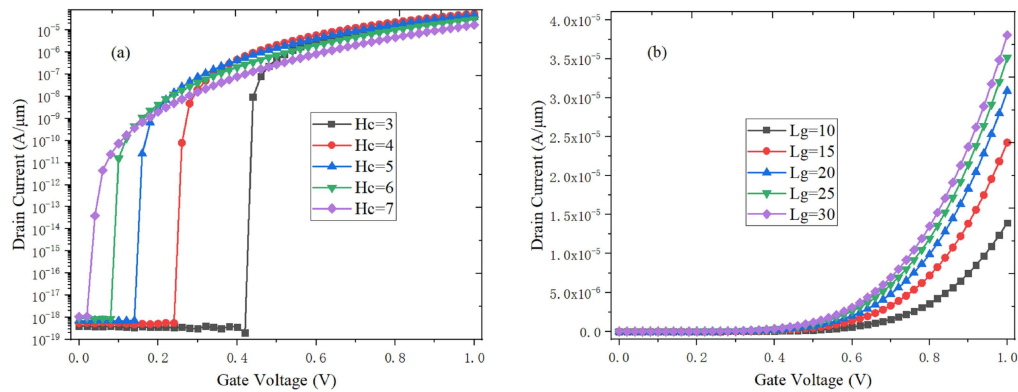 (a)
Drain Current (A/μm)
10⁻⁵
10⁻⁶
10⁻⁷
10⁻⁸
10⁻⁹
10⁻¹⁰
10⁻¹¹
10⁻¹²
10⁻¹³
10⁻¹⁴
10⁻¹⁵
10⁻¹⁶
10⁻¹⁷
10⁻¹⁸
10⁻¹⁹
Hc=3
Hc=4
Hc=5
Hc=6
Hc=7
0.0 0.2 0.4 0.6 0.8 1.0
Gate Voltage (V)
(b)
Drain Current (A/μm)
4.0x10⁻⁵
3.5x10⁻⁵
3.0x10⁻⁵
2.5x10⁻⁵
2.0x10⁻⁵
1.5x10⁻⁵
1.0x10⁻⁵
5.0x10⁻⁶
0.0
Lg=10
Lg=15
Lg=20
Lg=25
Lg=30
0.0 0.2 0.4 0.6 0.8 1.0
Gate Voltage (V)